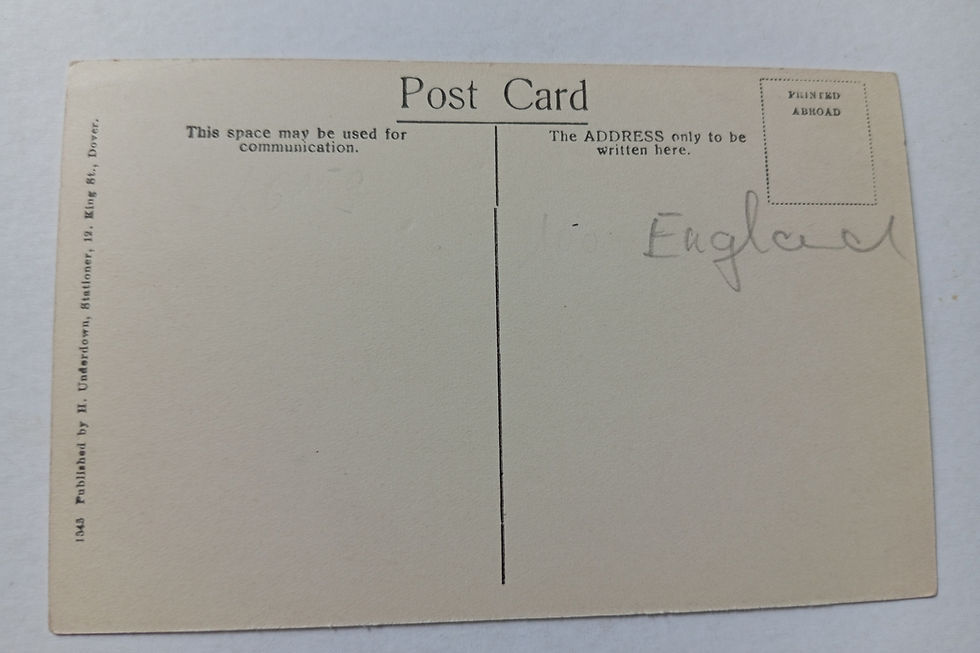 Post Card
This space may be used for
communication.
The ADDRESS only to be
written here.
PRINTED
ABROAD
England
1343 Published by H. Underdown, Stationer, 12. King St., Dover.